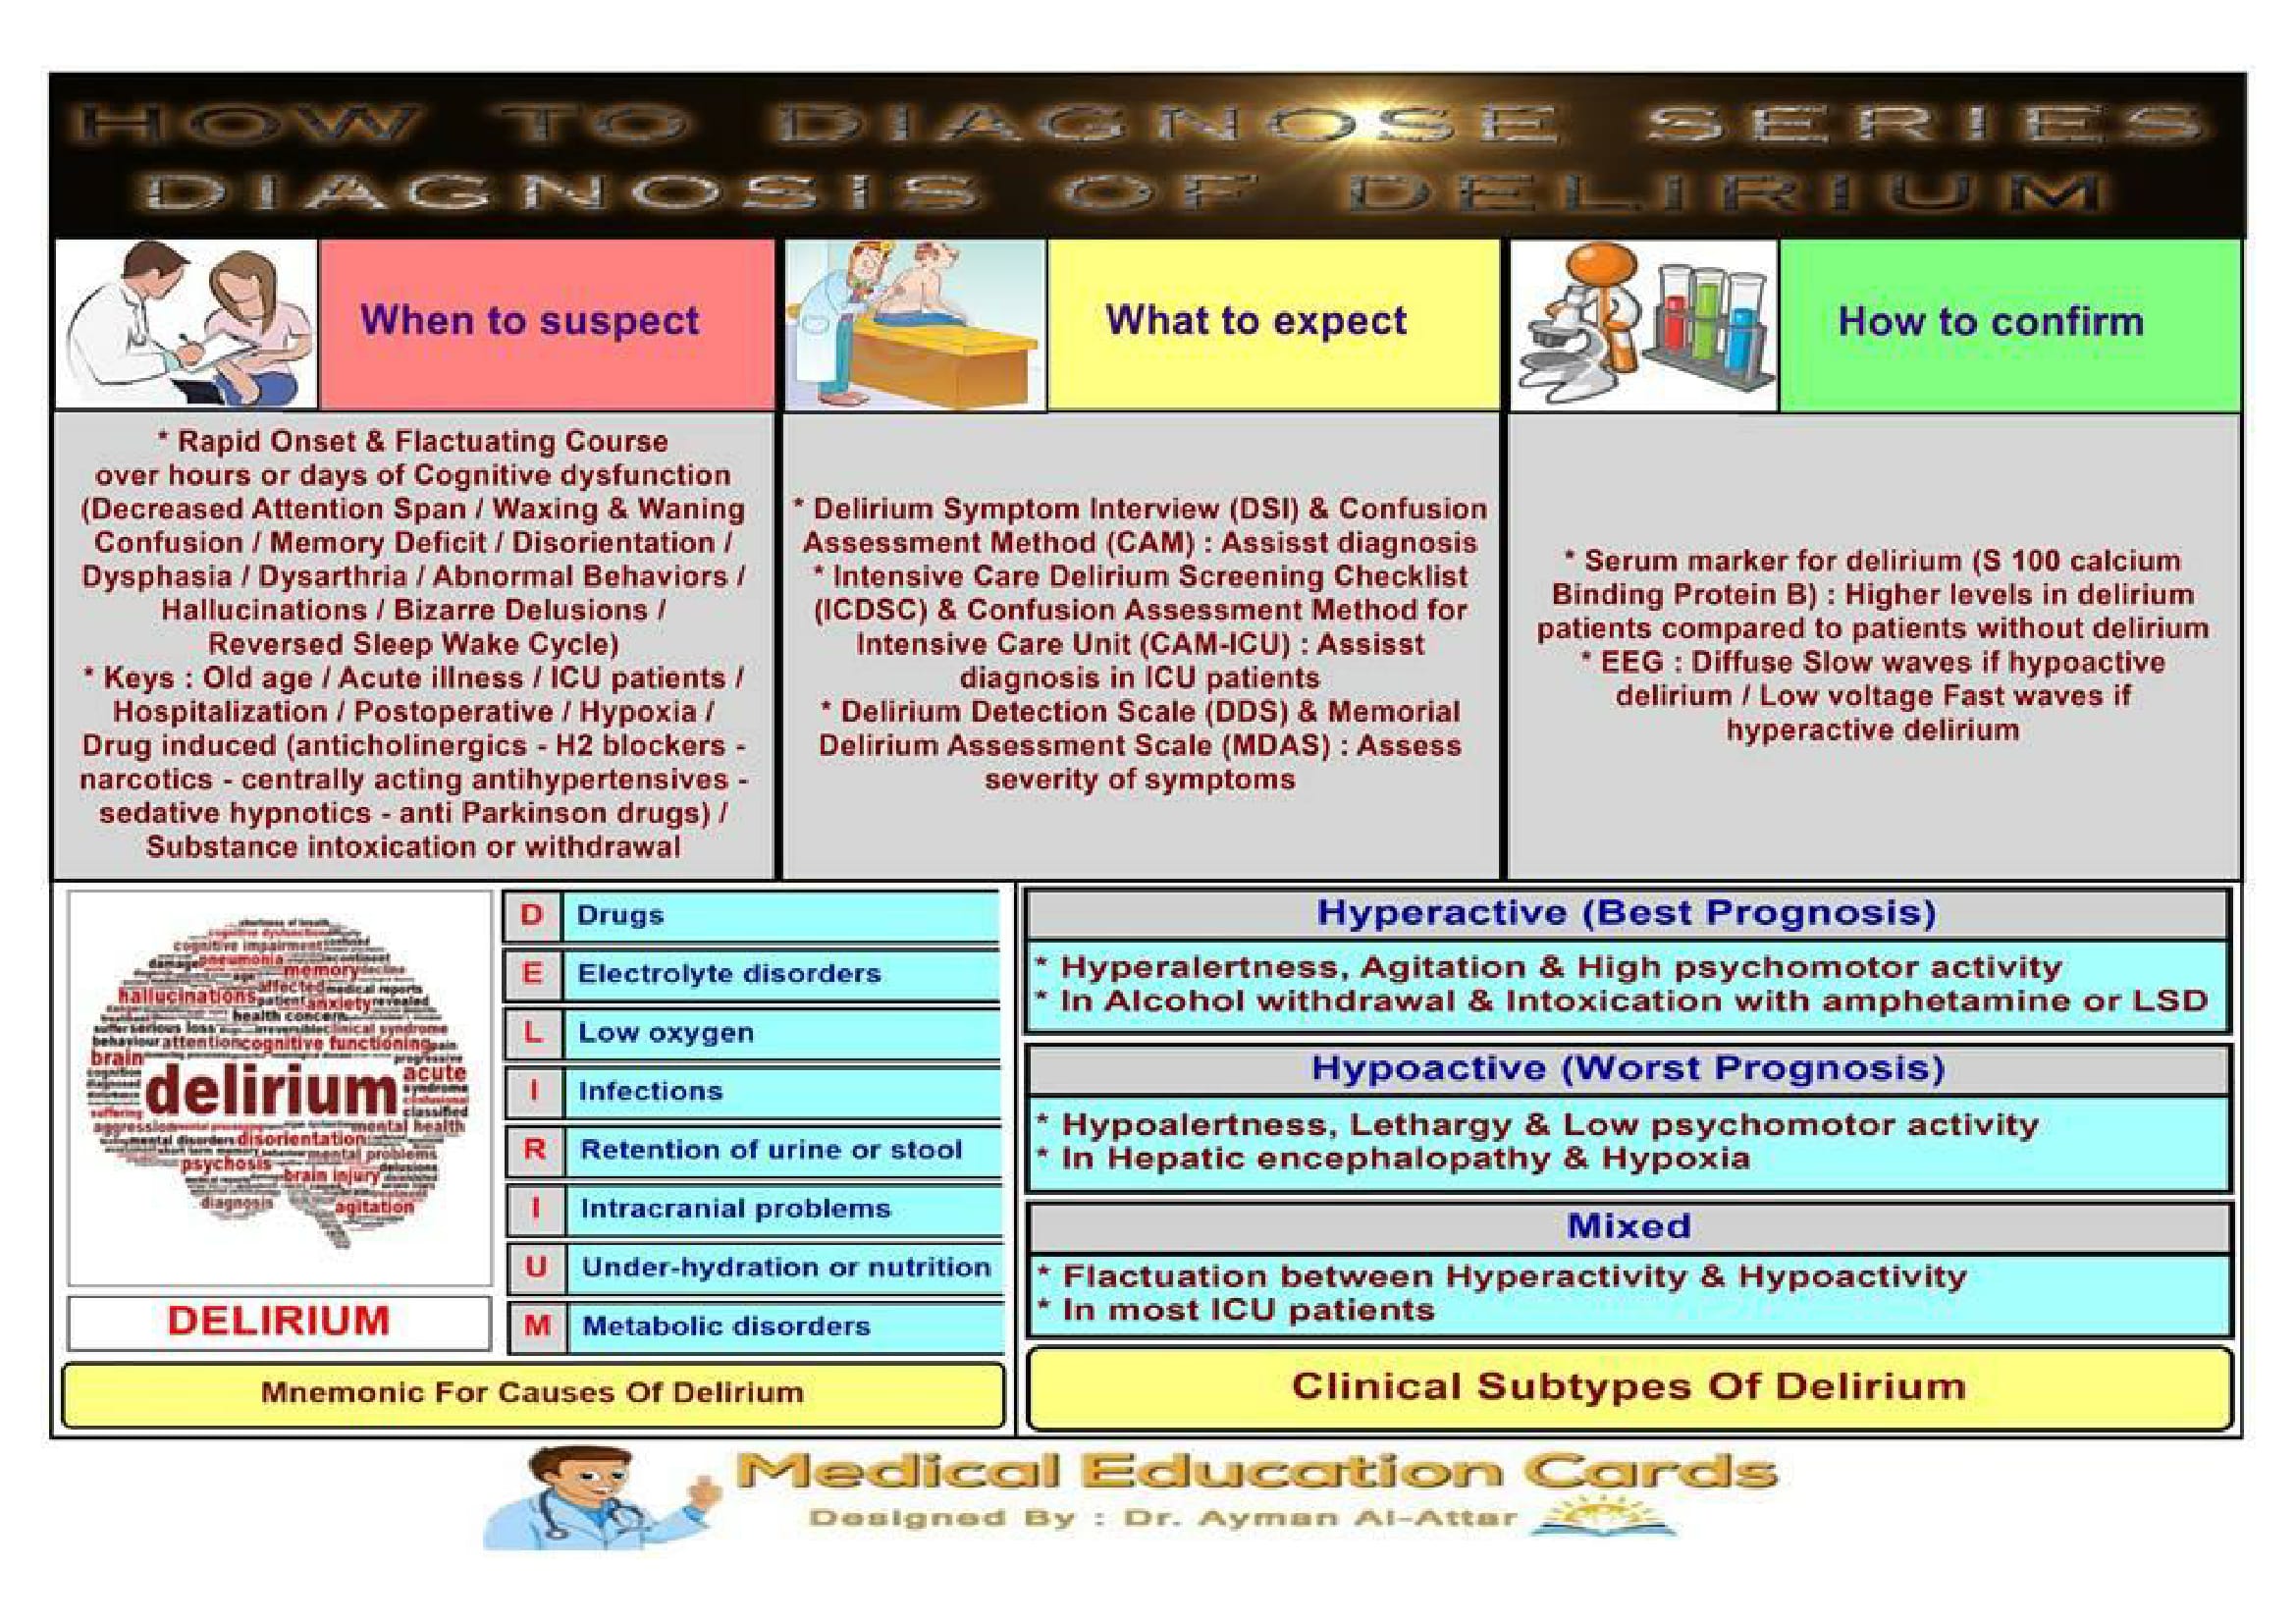 HOW TO DIAGNOSE SERIES
DIAGNOSIS OF DELIRIUM
When to suspect
* Rapid Onset & Flactuating Course
over hours or days of Cognitive dysfunction
(Decreased Attention Span / Waxing & Waning
Confusion / Memory Deficit / Disorientation /
Dysphasia / Dysarthria / Abnormal Behaviors /
Hallucinations / Bizarre Delusions /
Reversed Sleep Wake Cycle)
* Keys : Old age / Acute illness / ICU patients /
Hospitalization / Postoperative / Hypoxia /
Drug induced (anticholinergics - H2 blockers -
narcotics - centrally acting antihypertensives -
sedative hypnotics - anti Parkinson drugs) /
Substance intoxication or withdrawal
What to expect
* Delirium Symptom Interview (DSI) & Confusion
Assessment Method (CAM) : Assisst diagnosis
* Intensive Care Delirium Screening Checklist
(ICDSC) & Confusion Assessment Method for
Intensive Care Unit (CAM-ICU) : Assisst
diagnosis in ICU patients
* Delirium Detection Scale (DDS) & Memorial
Delirium Assessment Scale (MDAS) : Assess
severity of symptoms
How to confirm
* Serum marker for delirium (S 100 calcium
Binding Protein B) : Higher levels in delirium
patients compared to patients without delirium
* EEG : Diffuse Slow waves if hypoactive
delirium / Low voltage Fast waves if
hyperactive delirium
cognitive impairment
pneumonia
memory decline
affected medical reports
hallucinations patient anxiety revealed
health concern
serious loss clinical syndrome
behaviour attention cognitive functioning pain
brain progressive
acute
delirium
syndrome
classified
suffering
aggression mental health
mental disorders disorientation
mental problems
psychosis delusions
brain injury
diagnosis agitation
DELIRIUM
D Drugs
E Electrolyte disorders
L Low oxygen
I Infections
R Retention of urine or stool
I Intracranial problems
U Under-hydration or nutrition
M Metabolic disorders
Mnemonic For Causes Of Delirium
Hyperactive (Best Prognosis)
* Hyperalertness, Agitation & High psychomotor activity
* In Alcohol withdrawal & Intoxication with amphetamine or LSD
Hypoactive (Worst Prognosis)
* Hypoalertness, Lethargy & Low psychomotor activity
* In Hepatic encephalopathy & Hypoxia
Mixed
* Flactuation between Hyperactivity & Hypoactivity
* In most ICU patients
Clinical Subtypes Of Delirium
Medical Education Cards
Designed By : Dr. Ayman Al-Attar